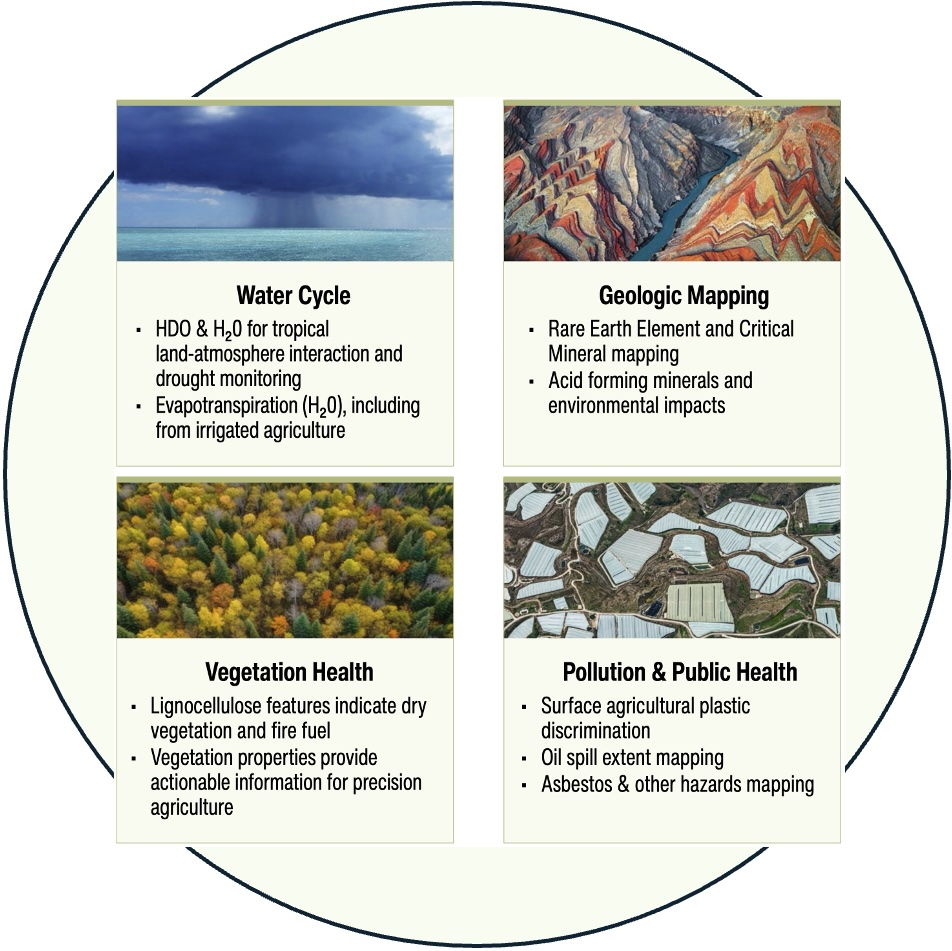 Water Cycle
▪ HDO & H₂0 for tropical
land-atmosphere interaction and
drought monitoring
▪ Evapotranspiration (H₂0), including
from irrigated agriculture
Geologic Mapping
▪ Rare Earth Element and Critical
Mineral mapping
▪ Acid forming minerals and
environmental impacts
Vegetation Health
▪ Lignocellulose features indicate dry
vegetation and fire fuel
▪ Vegetation properties provide
actionable information for precision
agriculture
Pollution & Public Health
▪ Surface agricultural plastic
discrimination
▪ Oil spill extent mapping
▪ Asbestos & other hazards mapping